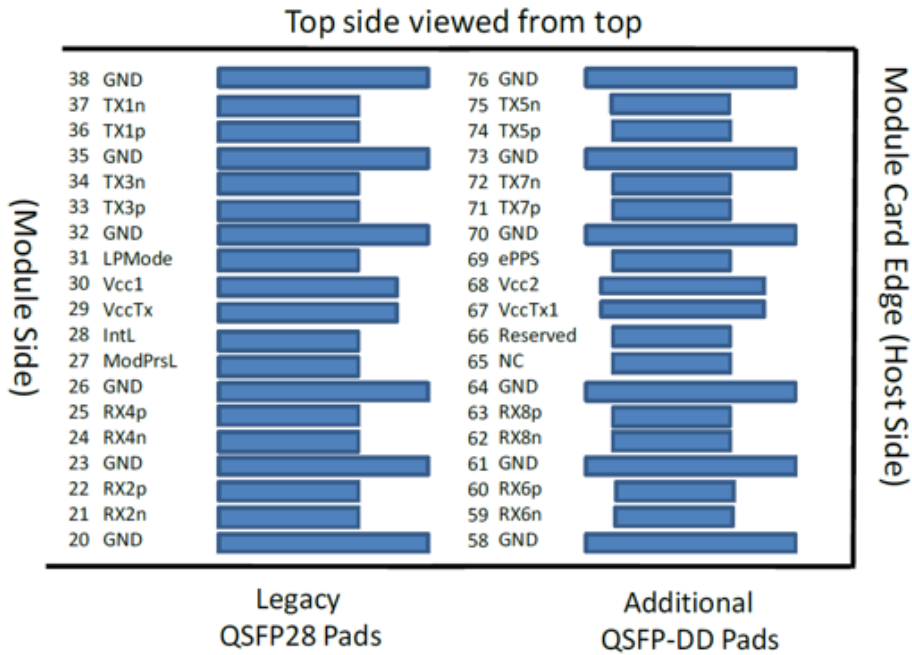 Top side viewed from top
38 GND 76 GND
37 TX1n 75 TX5n
36 TX1p 74 TX5p
35 GND 73 GND
34 TX3n 72 TX7n
33 TX3p 71 TX7p
32 GND 70 GND
31 LPMode 69 ePPS
30 Vcc1 68 Vcc2
29 VccTx 67 VccTx1
28 IntL 66 Reserved
27 ModPrsL 65 NC
26 GND 64 GND
25 RX4p 63 RX8p
24 RX4n 62 RX8n
23 GND 61 GND
22 RX2p 60 RX6p
21 RX2n 59 RX6n
20 GND 58 GND
(Module Side)
Module Card Edge (Host Side)
Legacy
QSFP28 Pads
Additional
QSFP-DD Pads